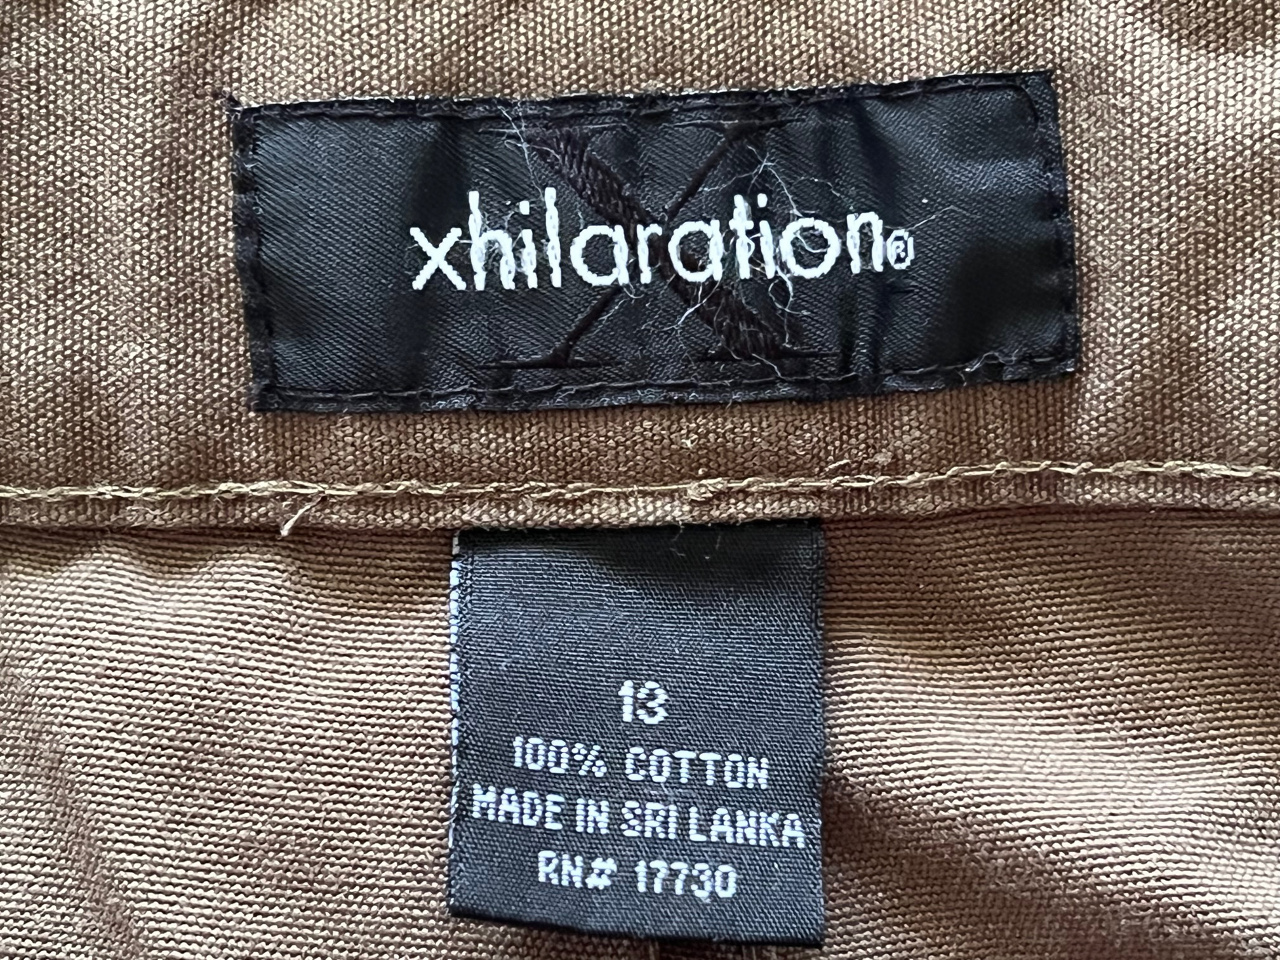 xhilaration®
13
100% COTTON
MADE IN SRI LANKA
RN# 17730